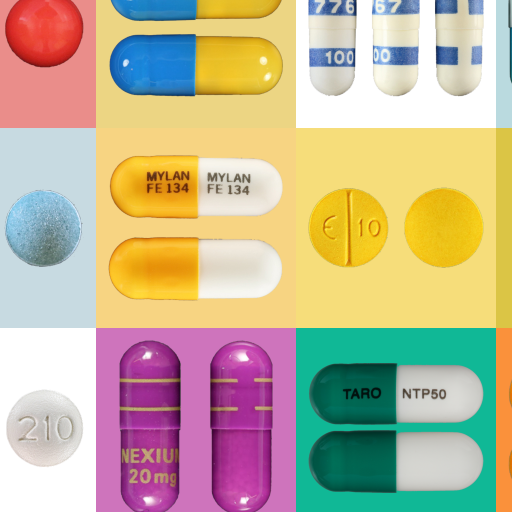 776
67
100
00
MYLAN
FE 134
MYLAN
FE 134
€ 10
210
NEXIU
20 mg
TARO
NTP50